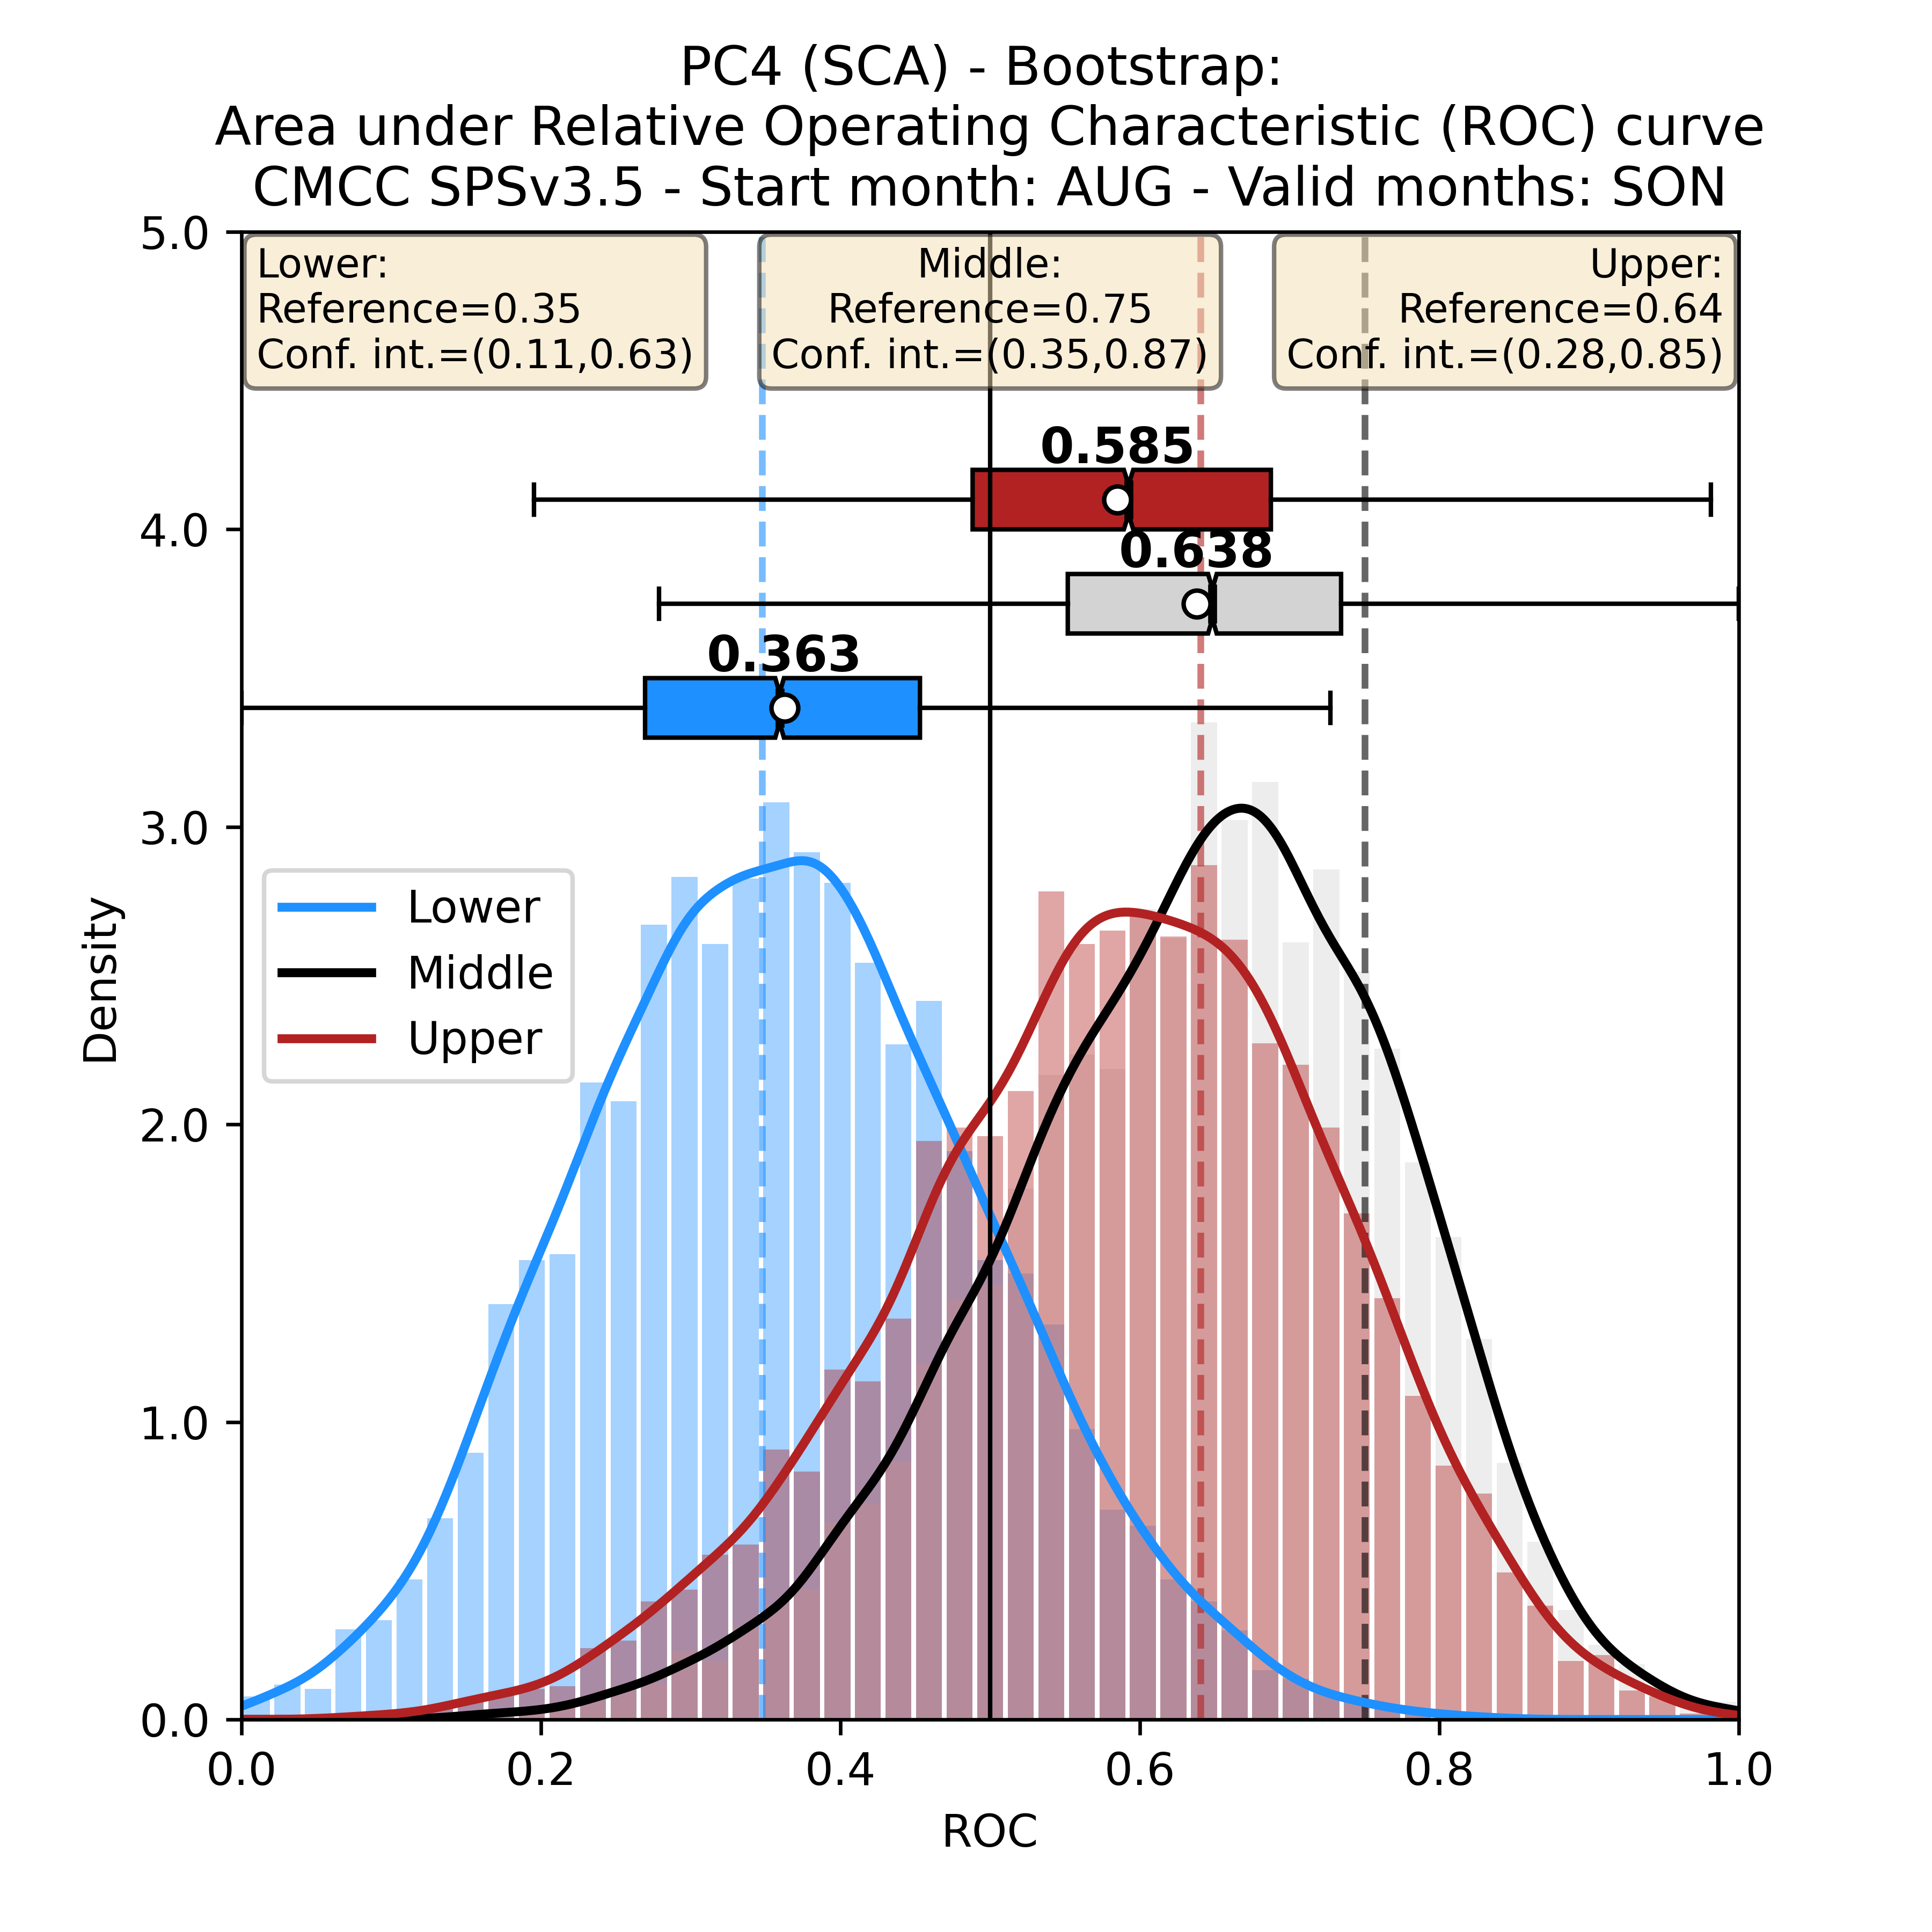 PC4 (SCA) - Bootstrap:
Area under Relative Operating Characteristic (ROC) curve
CMCC SPSv3.5 - Start month: AUG - Valid months: SON
5.0
Lower:
Reference=0.35
Conf. int.=(0.11,0.63)
Middle:
Reference=0.75
Conf. int.=(0.35,0.87)
Upper:
Reference=0.64
Conf. int.=(0.28,0.85)
0.585
4.0
0.638
0.363
3.0
Lower
Middle
Upper
Density
2.0
1.0
0.0
0.0
0.2
0.4
0.6
0.8
1.0
ROC